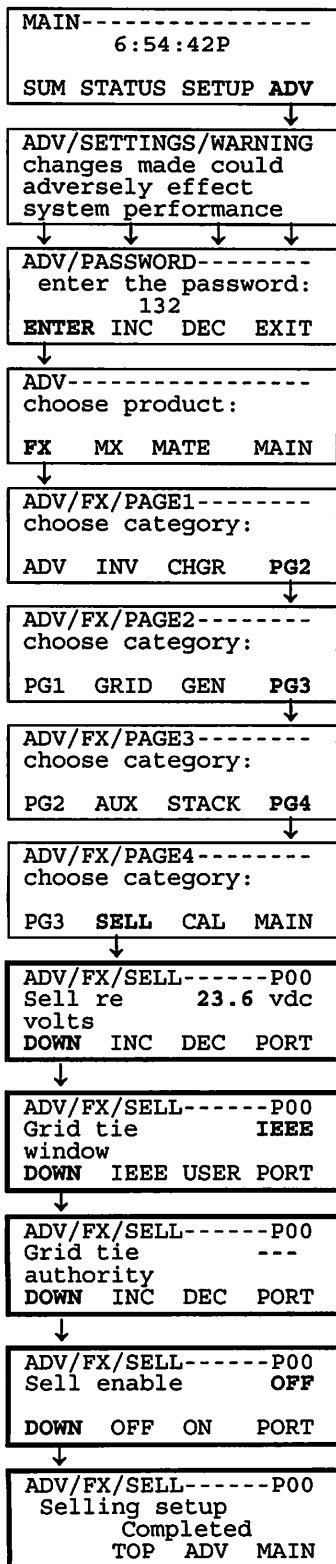 MAIN-----------------
6:54:42P
SUM STATUS SETUP ADV
ADV/SETTINGS/WARNING
changes made could
adversely effect
system performance
ADV/PASSWORD--------
enter the password:
132
ENTER INC DEC EXIT
ADV-----------------
choose product:
FX MX MATE MAIN
ADV/FX/PAGE1--------
choose category:
ADV INV CHGR PG2
ADV/FX/PAGE2--------
choose category:
PG1 GRID GEN PG3
ADV/FX/PAGE3--------
choose category:
PG2 AUX STACK PG4
ADV/FX/PAGE4--------
choose category:
PG3 SELL CAL MAIN
ADV/FX/SELL------P00
Sell re 23.6 vdc
volts
DOWN INC DEC PORT
ADV/FX/SELL------P00
Grid tie IEEE
window
DOWN IEEE USER PORT
ADV/FX/SELL------P00
Grid tie ---
authority
DOWN INC DEC PORT
ADV/FX/SELL------P00
Sell enable OFF
DOWN OFF ON PORT
ADV/FX/SELL------P00
Selling setup
Completed
TOP ADV MAIN